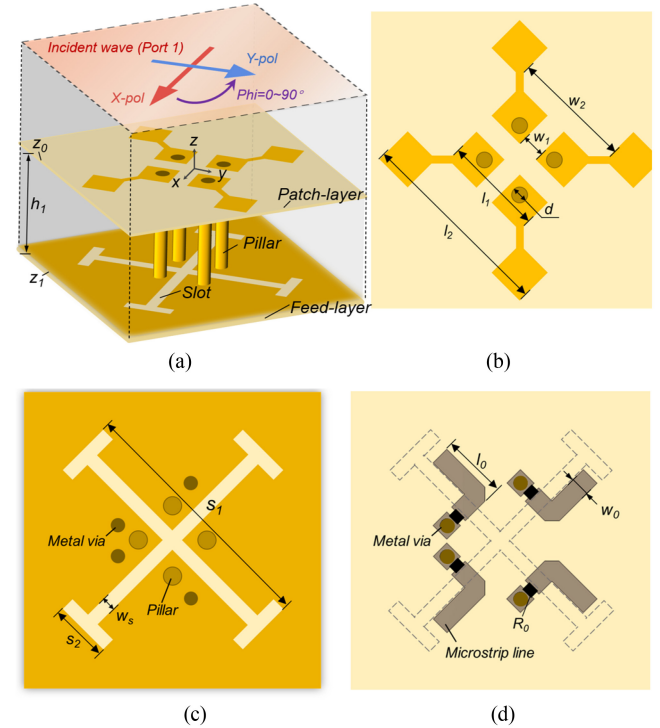 Incident wave (Port 1)
Y-pol
X-pol
Phi=0~90°
z0
z
x
y
h1
Patch-layer
Pillar
z1
Slot
Feed-layer
(a)
w2
w1
l1
d
l2
(b)
s1
Metal via
Pillar
ws
s2
(c)
l0
w0
Metal via
R0
Microstrip line
(d)